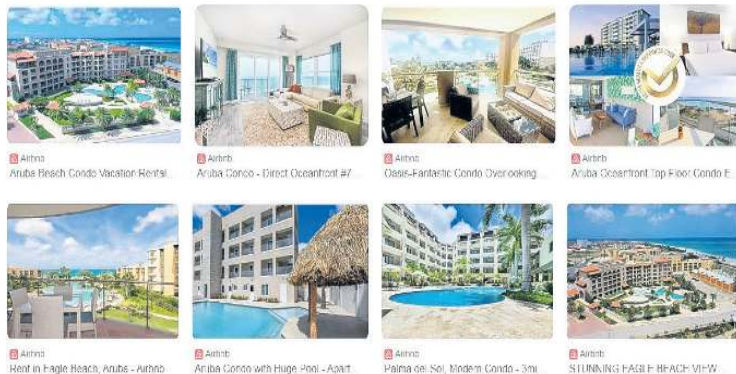 Airbnb
Aruba Beach Condo Vacation Rental...
Airbnb
Aruba Condo - Direct Oceanfront #7...
Airbnb
Oasis-Fantastic Condo Overlooking...
Airbnb
Aruba Oceanfront Top Floor Condo E...
Airbnb
Rent in Eagle Beach, Aruba - Airbnb
Airbnb
Aruba Condo with Huge Pool - Apart...
Airbnb
Palma del Sol, Modern Condo - 3mi...
Airbnb
STUNNING EAGLE BEACH VIEW...